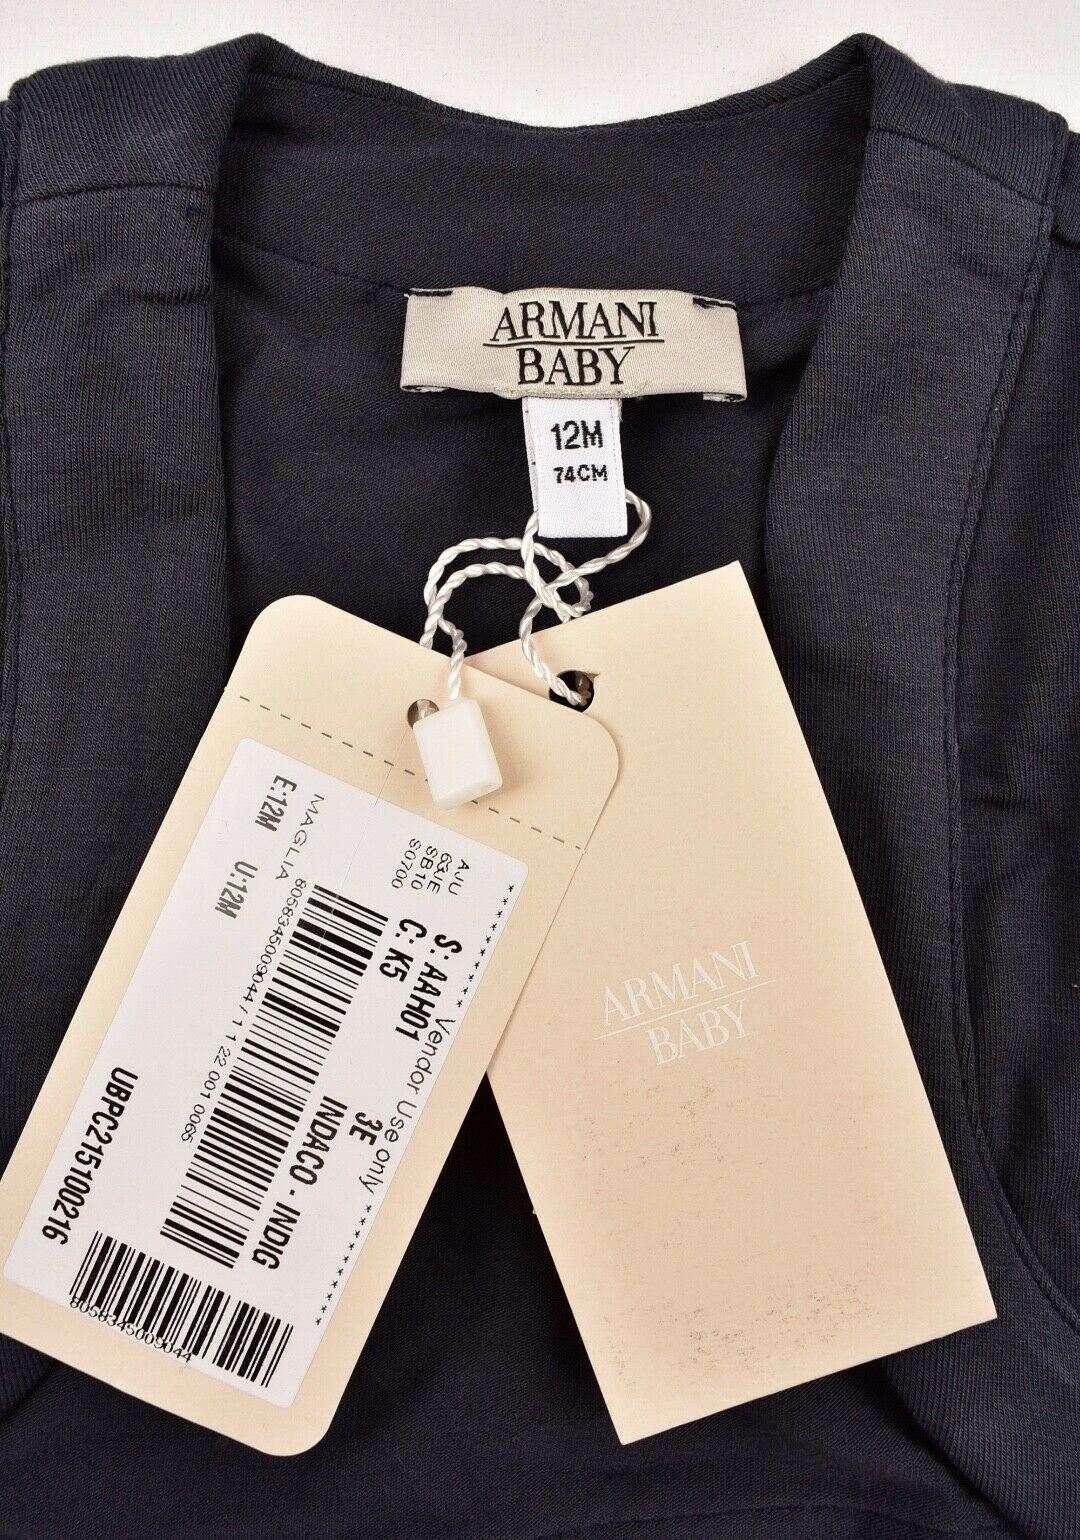 ARMANI
BABY
12M
74CM
AJU
63JE
SB10
S0700
********** Vendor Use only **********
S: AAH01 3E
C: K5 INDACO - INDIG
MAGLIA 8058345009044 / 1 1 22 001 0065
E:12M U:12M UBPC215100216
8058345009044
ARMANI
BABY